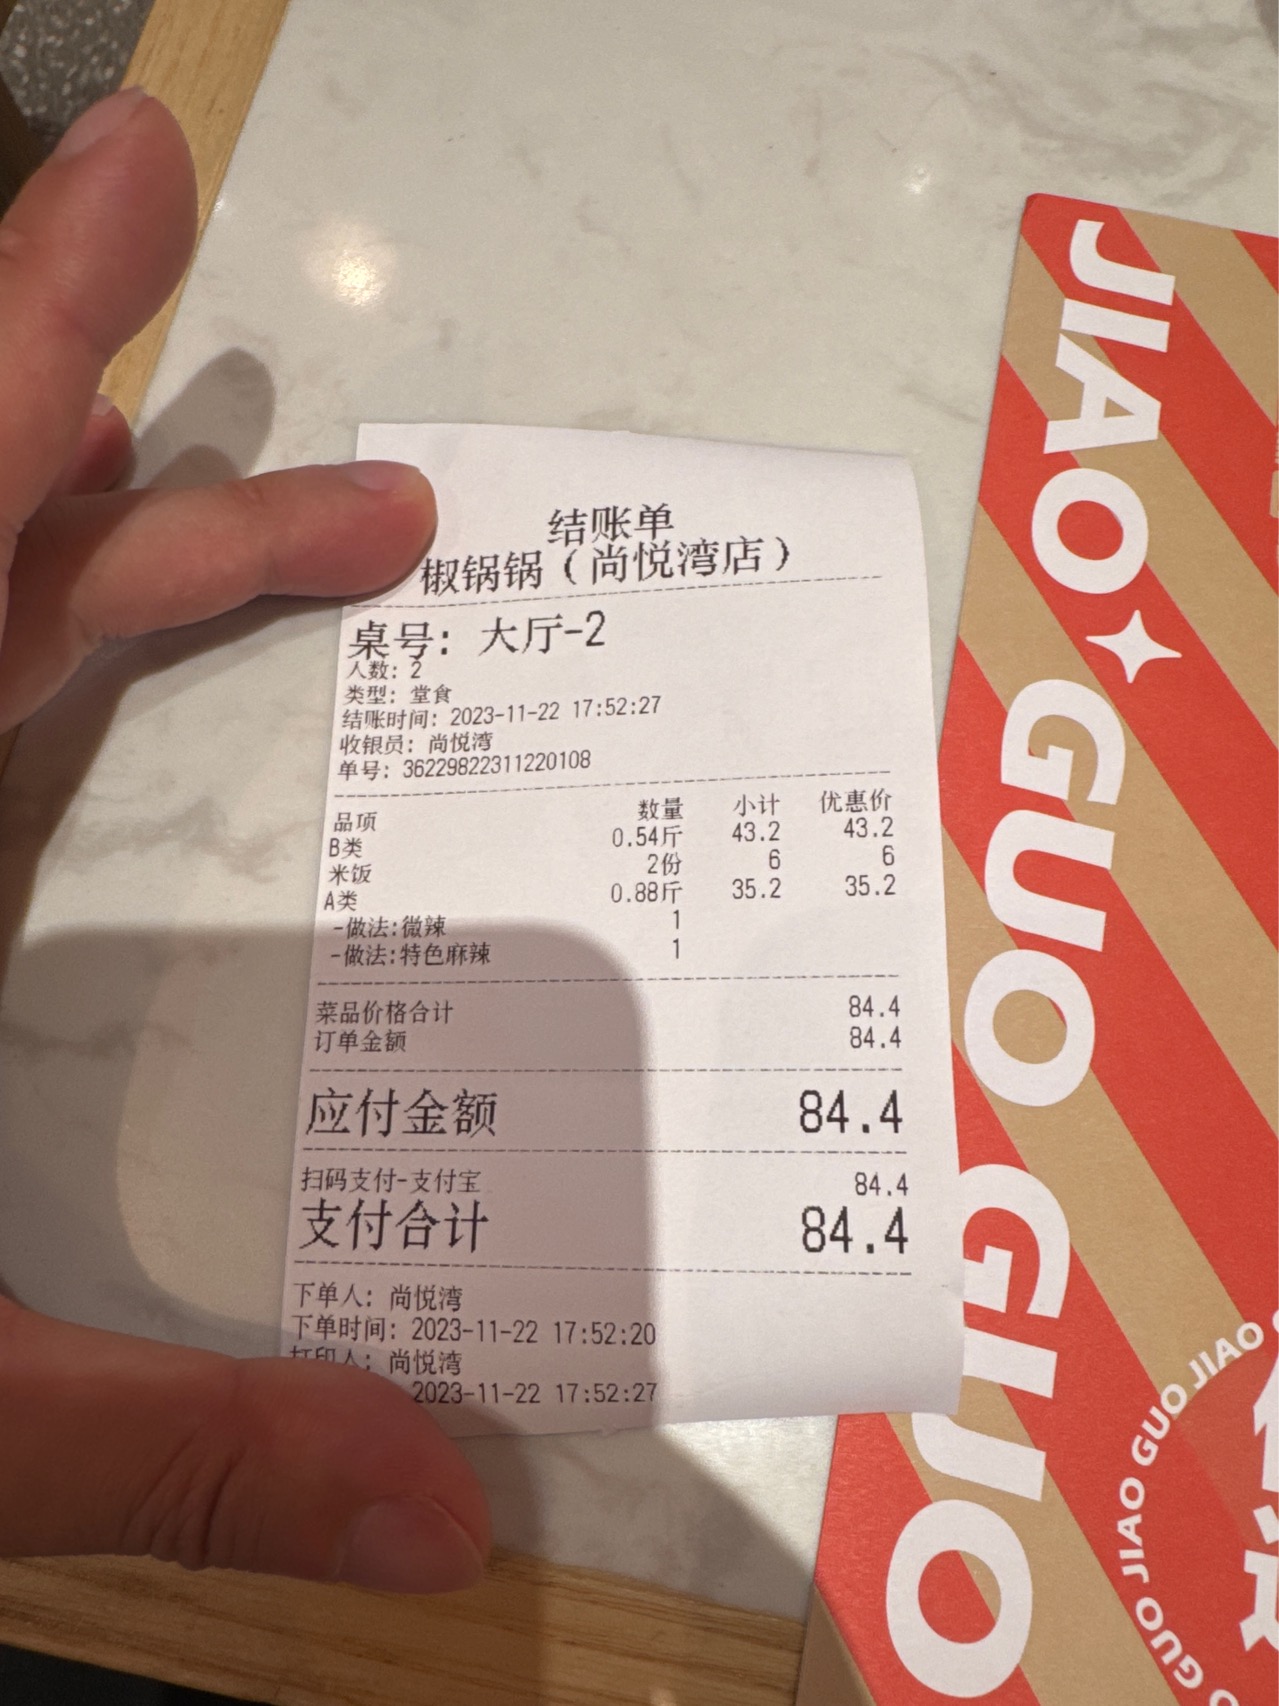 结账单
椒锅锅（尚悦湾店）
桌号：大厅-2
人数：2
类型：堂食
结账时间：2023-11-22 17:52:27
收银员：尚悦湾
单号：36229822311220108
品项 数量 小计 优惠价
B类 0.54斤 43.2 43.2
米饭 2份 6 6
A类 0.88斤 35.2 35.2
-做法:微辣 1
-做法:特色麻辣 1
菜品价格合计 84.4
订单金额 84.4
应付金额 84.4
扫码支付-支付宝 84.4
支付合计 84.4
下单人：尚悦湾
下单时间：2023-11-22 17:52:20
打印人：尚悦湾
2023-11-22 17:52:27
JIAO GUO GUO
JIAO GUO JIAO GUO JIAO